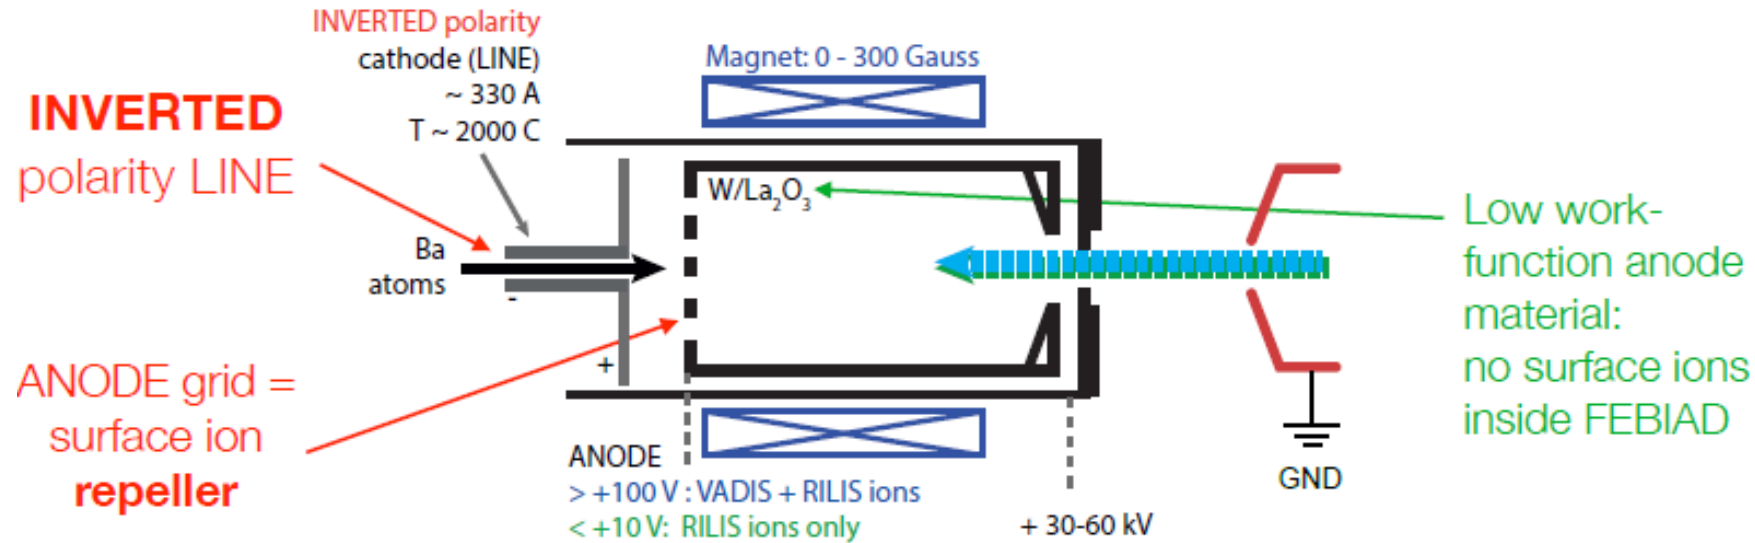 INVERTED polarity
cathode (LINE)
~ 330 A
T ~ 2000 C
Magnet: 0 - 300 Gauss
INVERTED
polarity LINE
W/La2O3
Ba
atoms
-
+
Low work-
function anode
material:
no surface ions
inside FEBIAD
ANODE grid =
surface ion
repeller
ANODE
> +100 V : VADIS + RILIS ions
< +10 V: RILIS ions only
+ 30-60 kV
GND